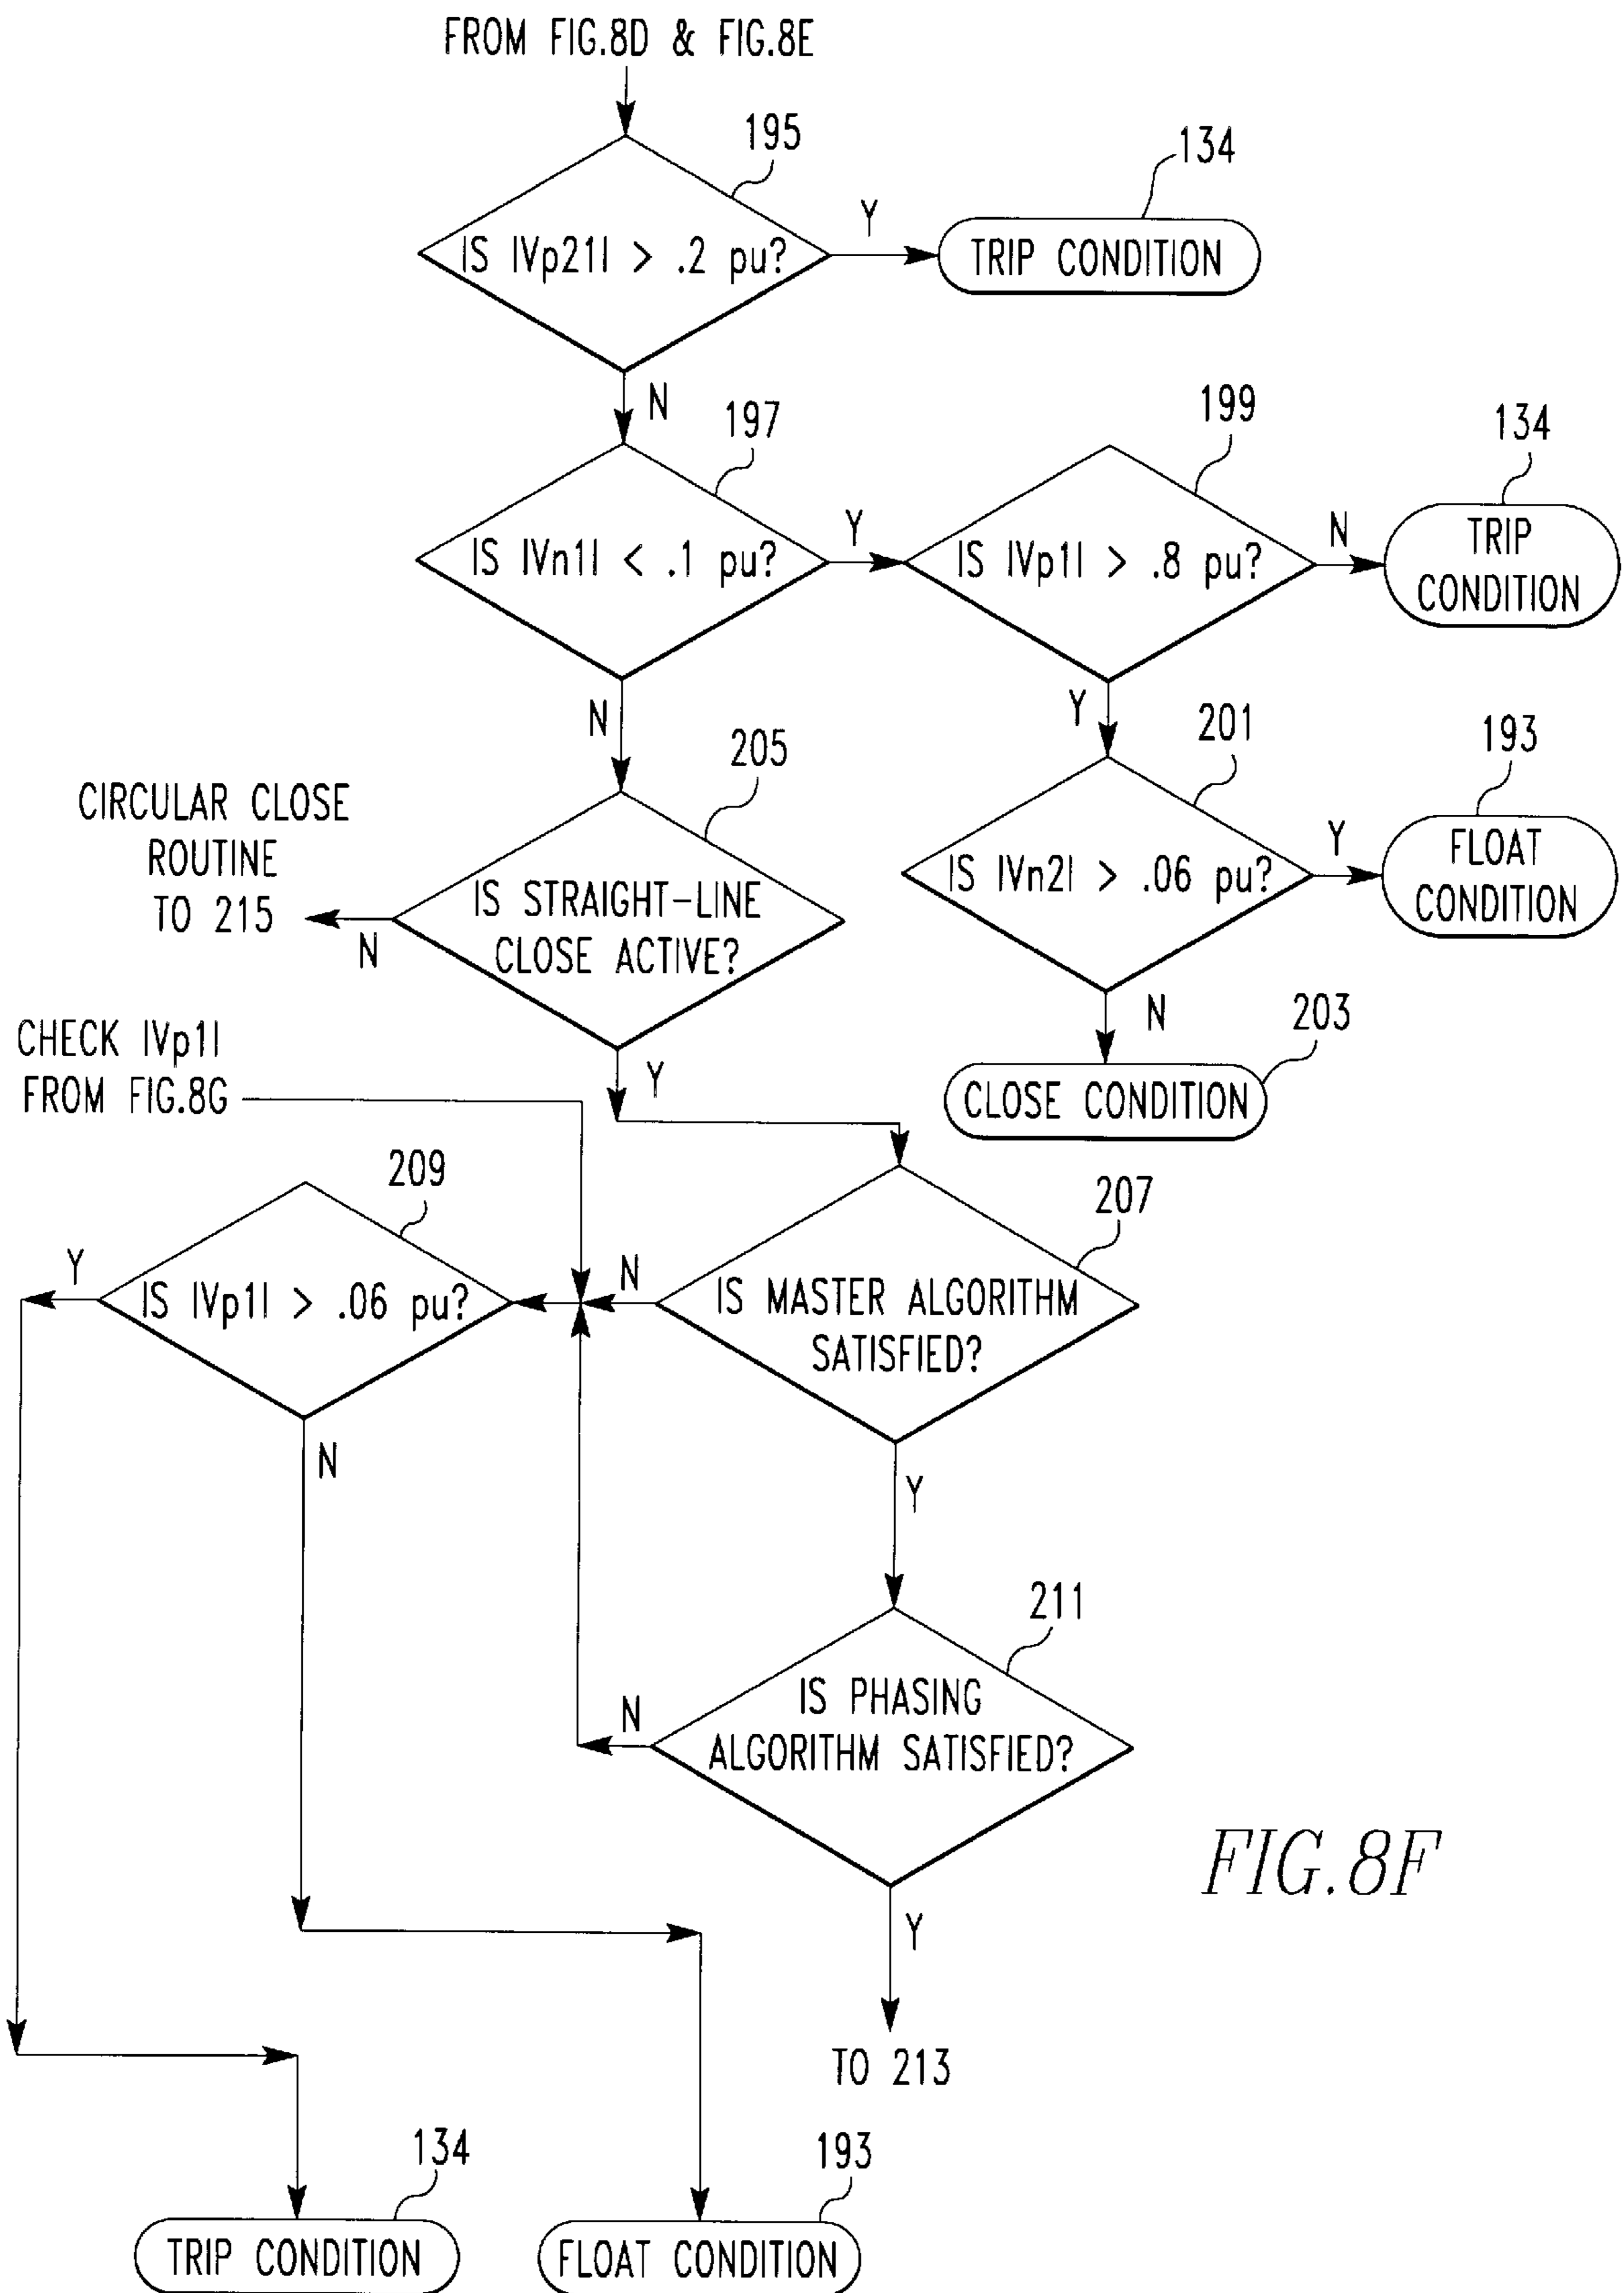 FROM FIG.8D & FIG.8E
195
134
IS |Vp21| > .2 pu?
Y
TRIP CONDITION
N
197
199
134
IS |Vn1| < .1 pu?
Y
IS |Vp1| > .8 pu?
N
TRIP
CONDITION
N
Y
205
201
193
CIRCULAR CLOSE
ROUTINE
TO 215
N
IS STRAIGHT-LINE
CLOSE ACTIVE?
IS |Vn2| > .06 pu?
Y
FLOAT
CONDITION
N
203
CHECK |Vp1|
FROM FIG.8G
Y
CLOSE CONDITION
209
207
Y
IS |Vp1| > .06 pu?
N
IS MASTER ALGORITHM
SATISFIED?
N
Y
211
N
IS PHASING
ALGORITHM SATISFIED?
FIG.8F
Y
TO 213
134
193
TRIP CONDITION
FLOAT CONDITION